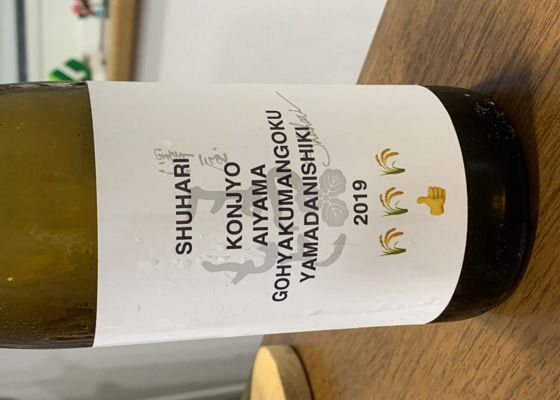 SHUHARI
KONJYO
AIYAMA
GOHYAKUMANGOKU
YAMADANISHIKI
2019